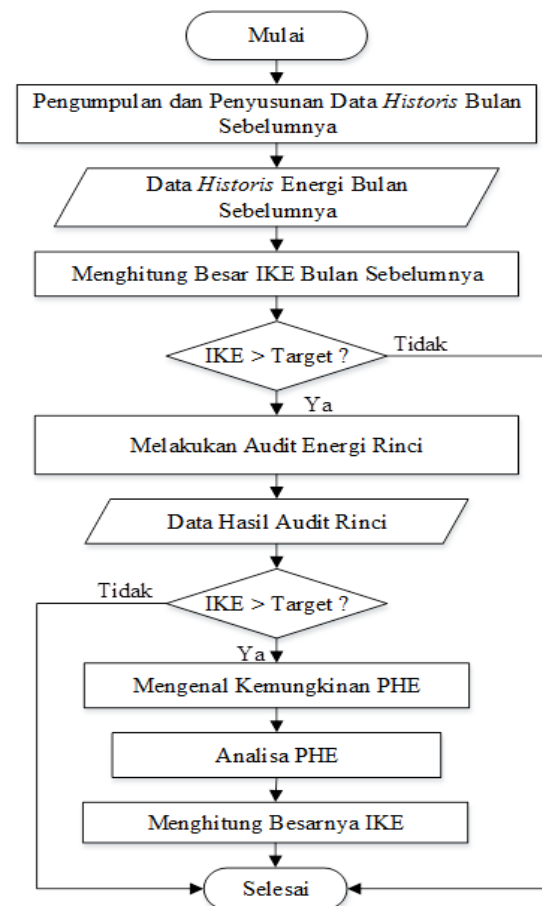 Mulai
Pengumpulan dan Penyusunan Data Historis Bulan
Sebelumnya
Data Historis Energi Bulan
Sebelumnya
Menghitung Besar IKE Bulan Sebelumnya
IKE > Target ?
Tidak
Ya
Melakukan Audit Energi Rinci
Data Hasil Audit Rinci
Tidak
IKE > Target ?
Ya
Mengenal Kemungkinan PHE
Analisa PHE
Menghitung Besarnya IKE
Selesai